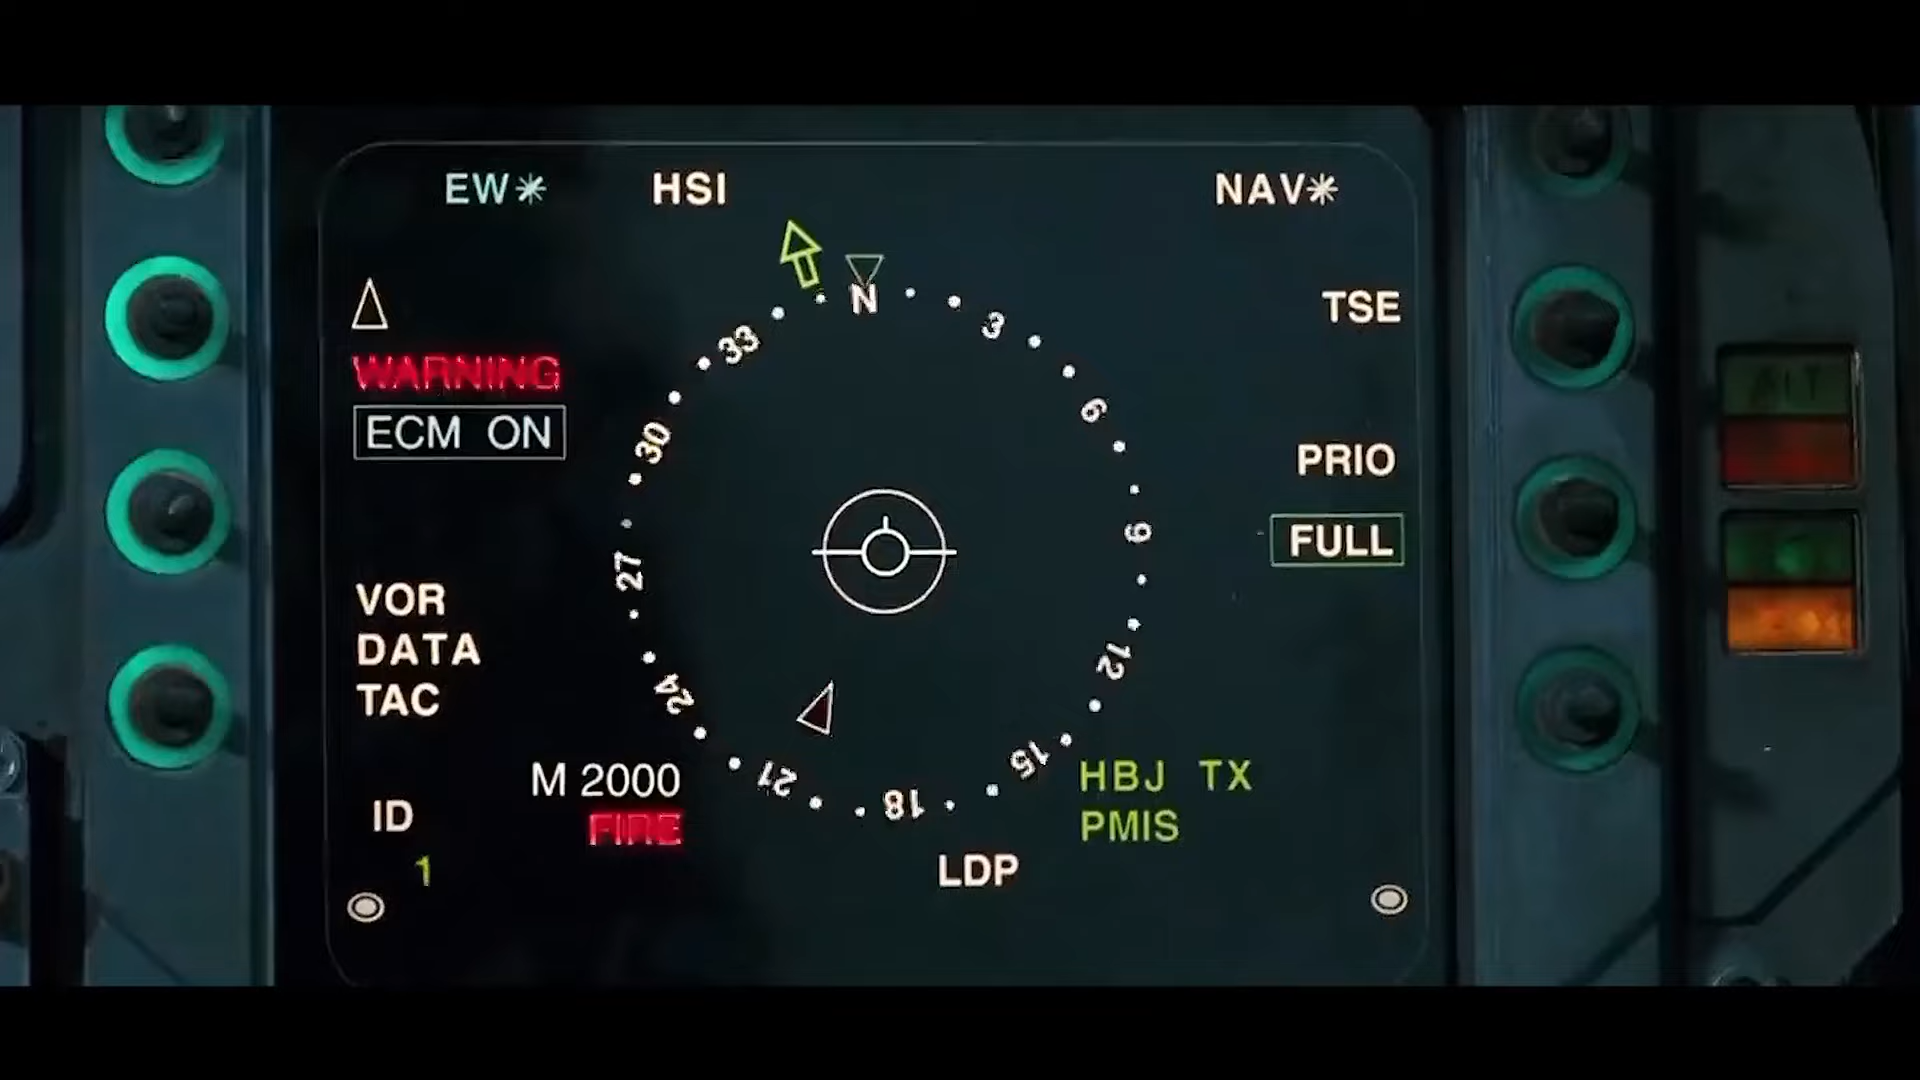 EW✳ HSI NAV✳
TSE
WARNING
ECM ON
PRIO
FULL
VOR
DATA
TAC
M 2000
FIRE
ID
1
HBJ TX
PMIS
LDP
N
3
6
9
12
15
18
21
24
27
30
33
ALT